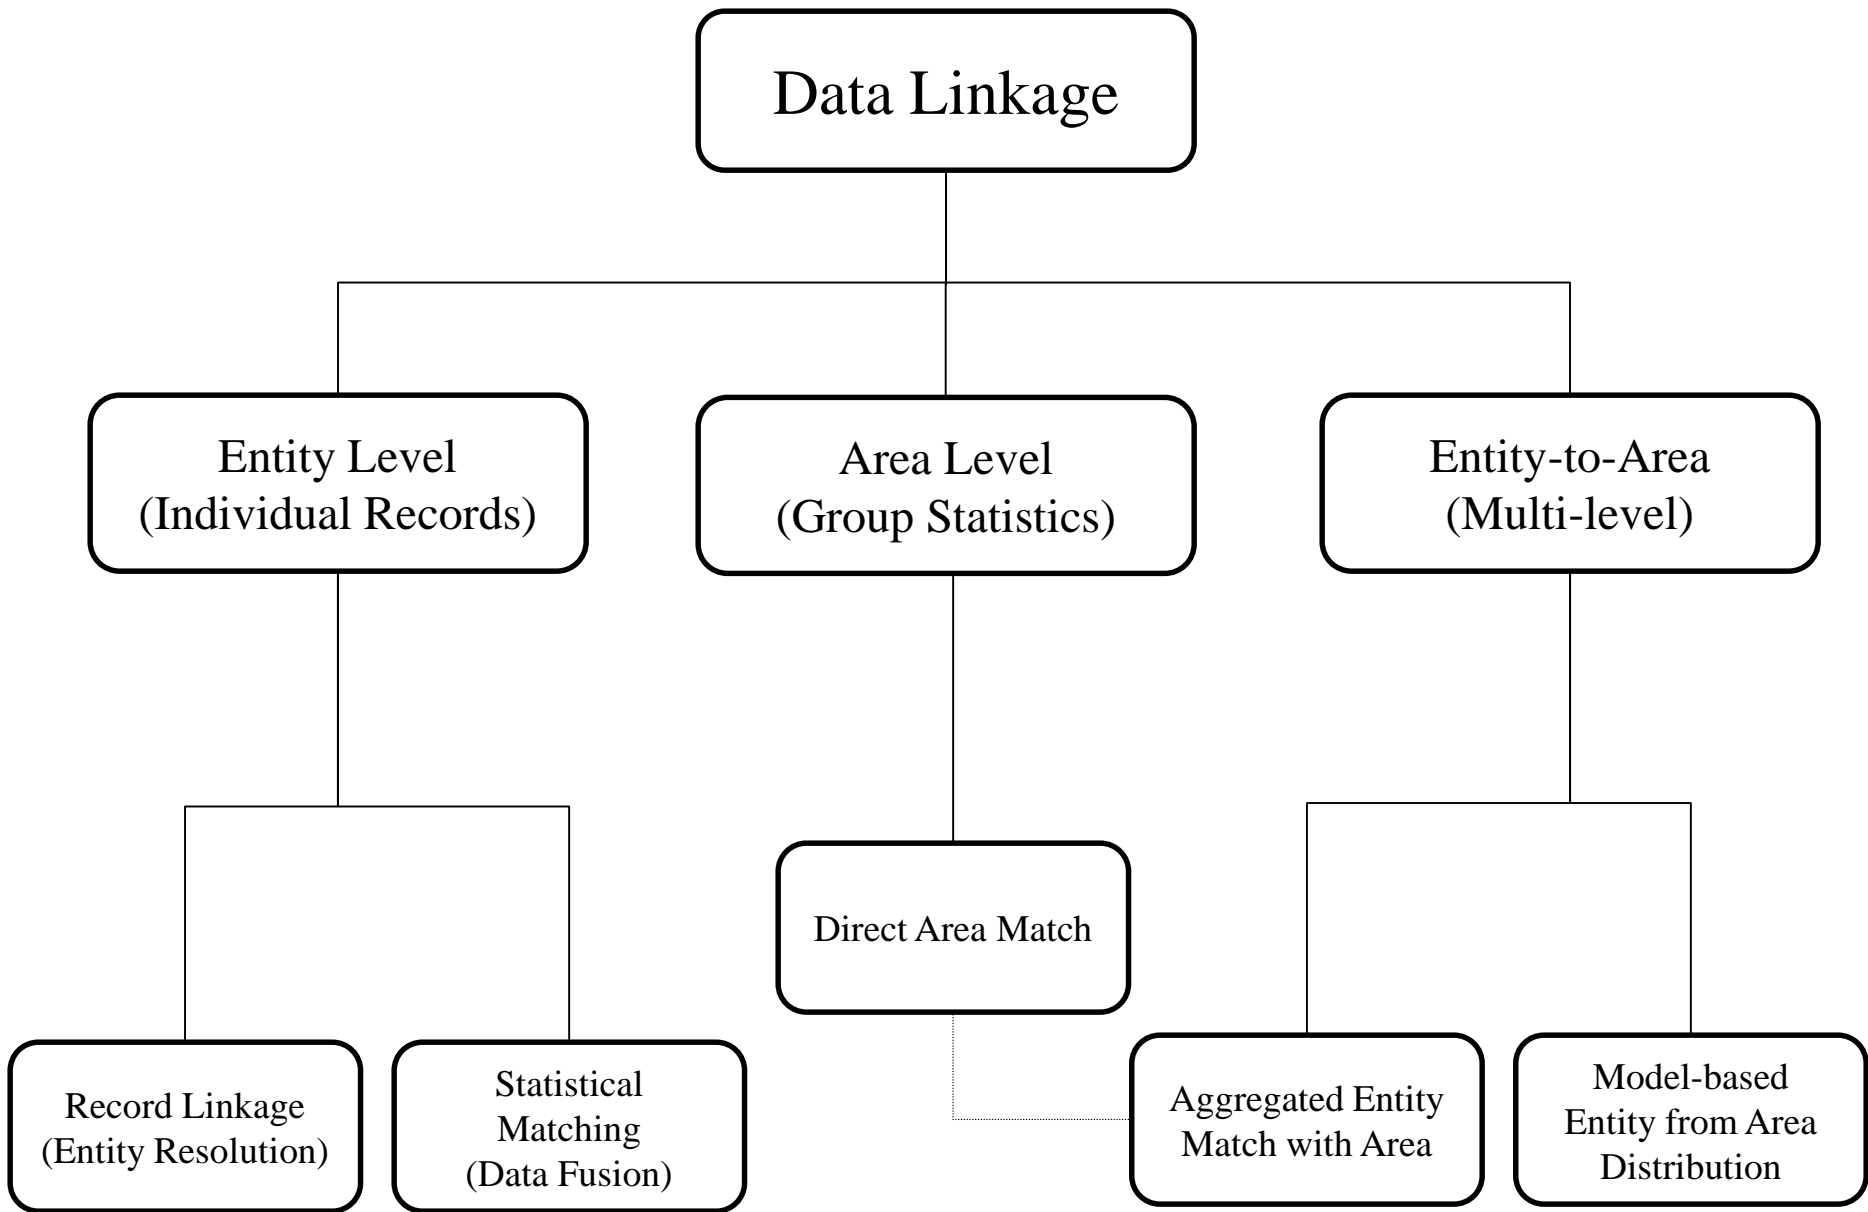 Data Linkage
Entity Level
(Individual Records)
Area Level
(Group Statistics)
Entity-to-Area
(Multi-level)
Direct Area Match
Record Linkage
(Entity Resolution)
Statistical
Matching
(Data Fusion)
Aggregated Entity
Match with Area
Model-based
Entity from Area
Distribution